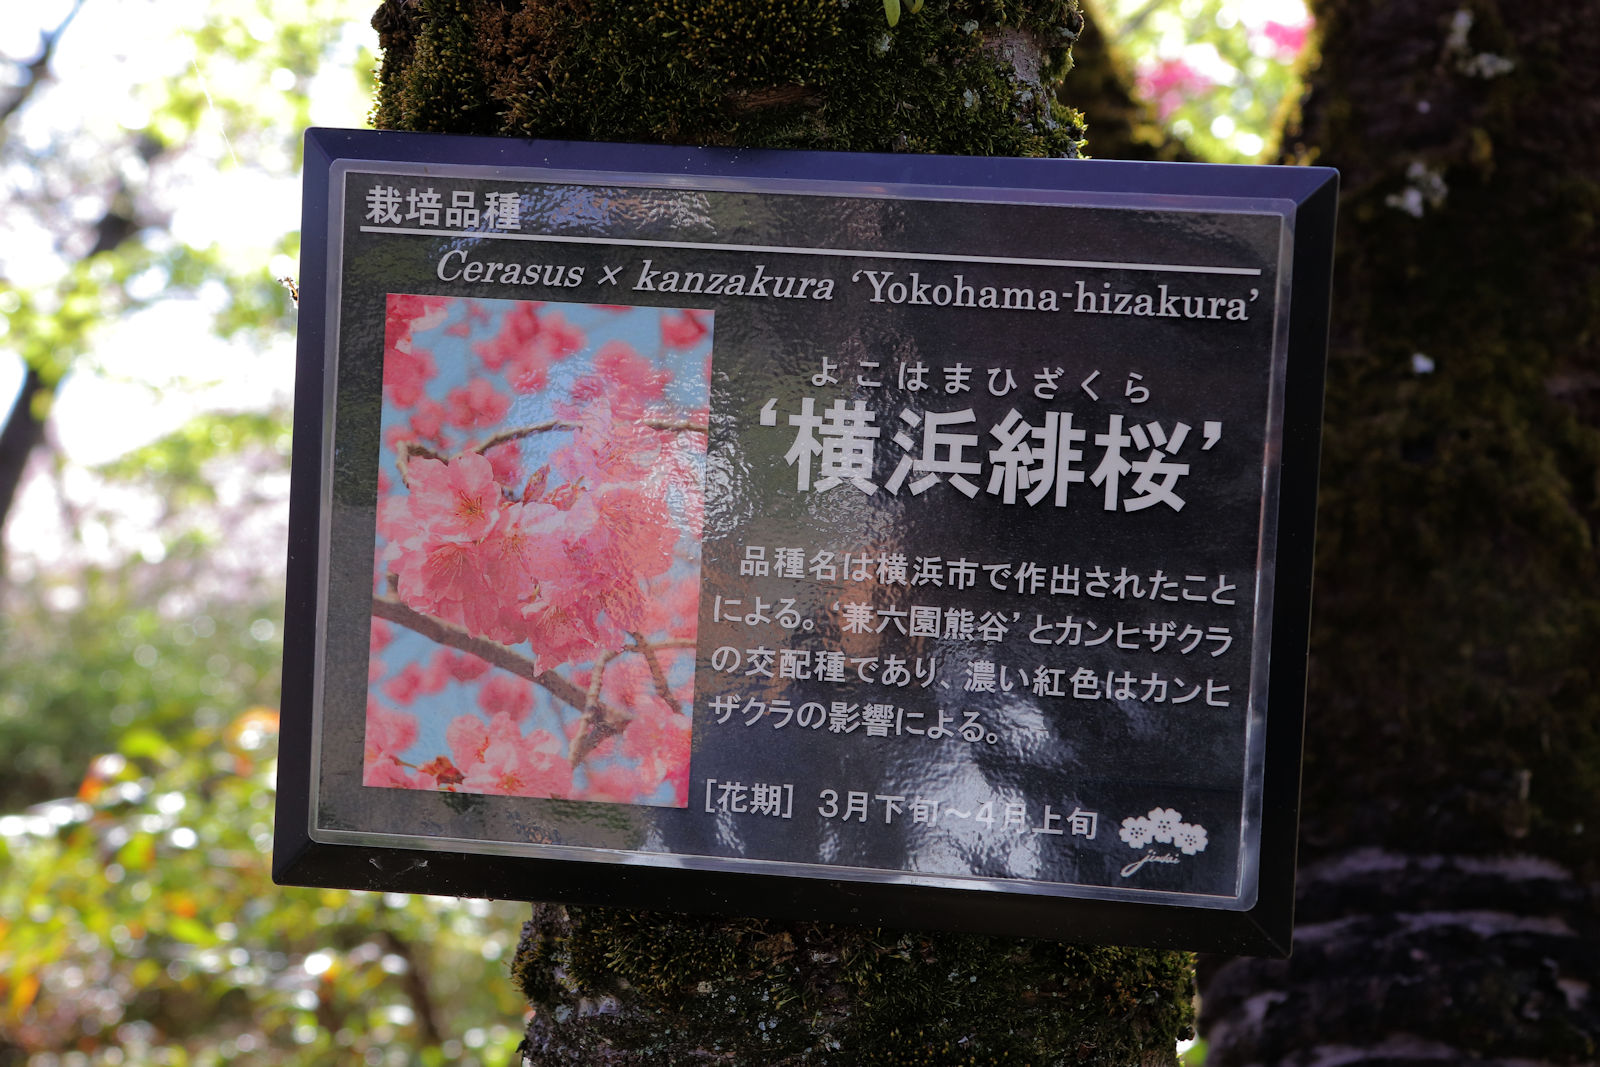 栽培品種
Cerasus × kanzakura ‘Yokohama-hizakura’
よこはまひざくら
‘横浜緋桜’
品種名は横浜市で作出されたこと
による。‘兼六園熊谷’とカンヒザクラ
の交配種であり、濃い紅色はカンヒ
ザクラの影響による。
［花期］ 3月下旬～4月上旬
jindai